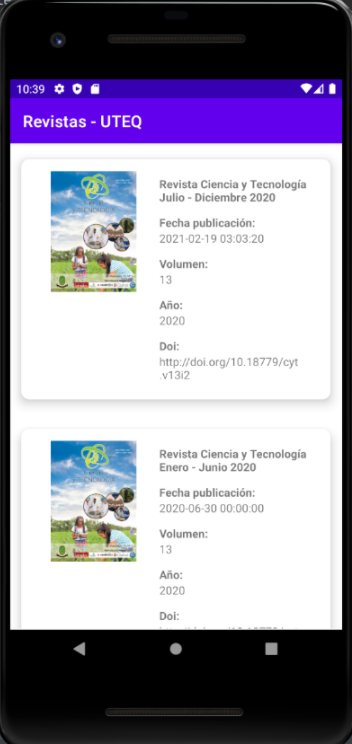 10:39
Revistas - UTEQ
Revista Ciencia y Tecnología
Julio - Diciembre 2020
Fecha publicación:
2021-02-19 03:03:20
Volumen:
13
Año:
2020
Doi:
http://doi.org/10.18779/cyt
.v13i2
Revista Ciencia y Tecnología
Enero - Junio 2020
Fecha publicación:
2020-06-30 00:00:00
Volumen:
13
Año:
2020
Doi: